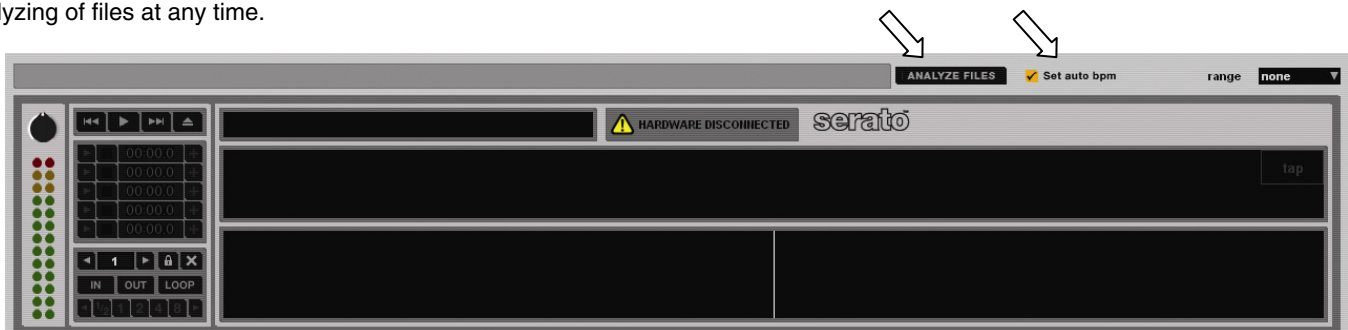 lyzing of files at any time.
ANALYZE FILES Set auto bpm range none
HARDWARE DISCONNECTED serato
00:00.0
00:00.0
00:00.0
00:00.0
00:00.0
tap
1
IN OUT LOOP
1/2 1 2 4 8